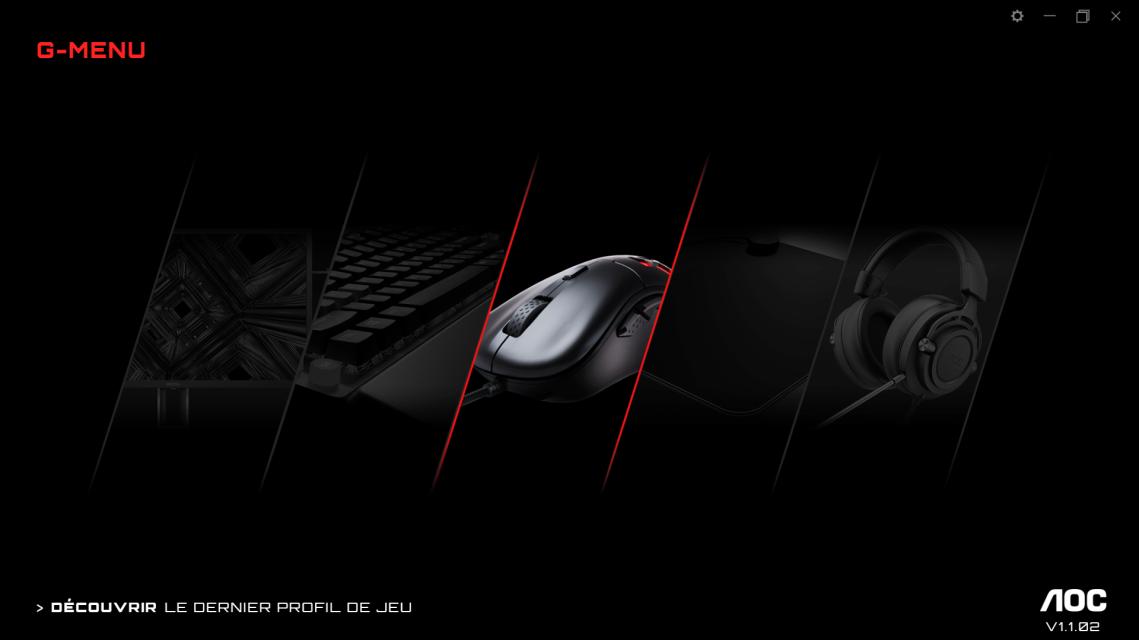 G-MENU
> DÉCOUVRIR LE DERNIER PROFIL DE JEU
AOC
V1.1.02